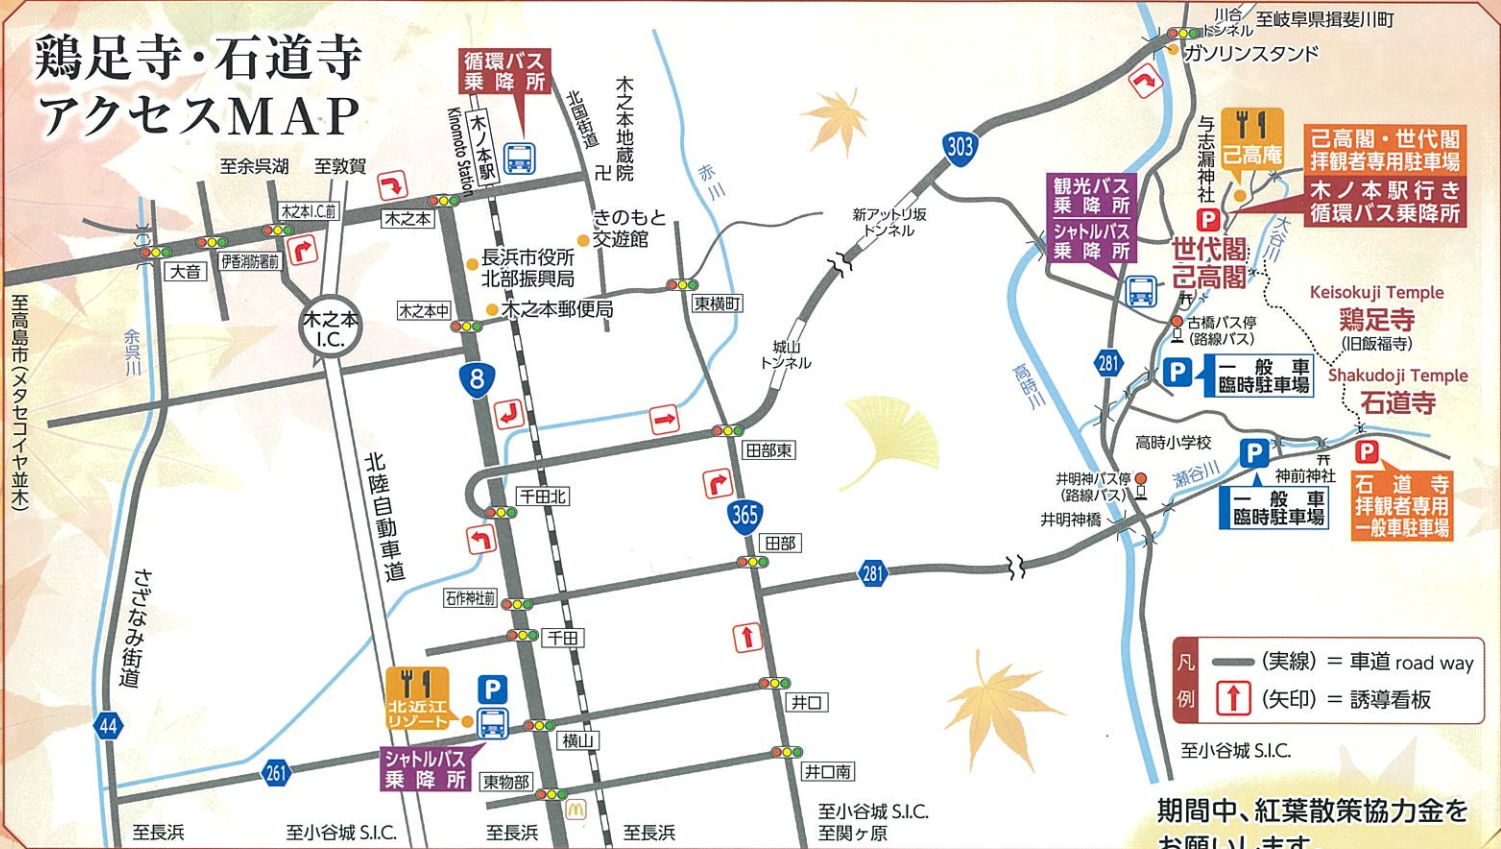 鶏足寺・石道寺
アクセスMAP
至余呉湖
至敦賀
循環バス
乗降所
木ノ本駅
Kinomoto Station
北国街道
木之本地蔵院
卍
赤川
川合
トンネル
至岐阜県揖斐川町
ガソリンスタンド
303
与志漏神社
己高庵
己高閣・世代閣
拝観者専用駐車場
木ノ本駅行き
循環バス乗降所
観光バス
乗降所
シャトルバス
乗降所
P
世代閣
己高閣
大谷川
新アットリ坂
トンネル
木之本I.C.前
木之本
きのもと
交遊館
大音
伊香消防署前
長浜市役所
北部振興局
木之本中
木之本郵便局
東横町
木之本
I.C.
至高島市(メタセコイヤ並木)
余呉川
8
城山
トンネル
高時川
281
古橋バス停
(路線バス)
P
一般車
臨時駐車場
Keisokuji Temple
鶏足寺
(旧飯福寺)
Shakudoji Temple
石道寺
高時小学校
P
瀬谷川
神前神社
P
一般車
臨時駐車場
石道寺
拝観者専用
一般車駐車場
井明神バス停
(路線バス)
井明神橋
田部東
千田北
365
北陸自動車道
田部
281
石作神社前
千田
さざなみ街道
44
北近江
リゾート
P
シャトルバス
乗降所
261
横山
井口
東物部
井口南
凡例
(実線)=車道 road way
(矢印)=誘導看板
至小谷城 S.I.C.
至長浜
至小谷城 S.I.C.
至長浜
至長浜
至小谷城 S.I.C.
至関ヶ原
期間中、紅葉散策協力金を
お願いします。